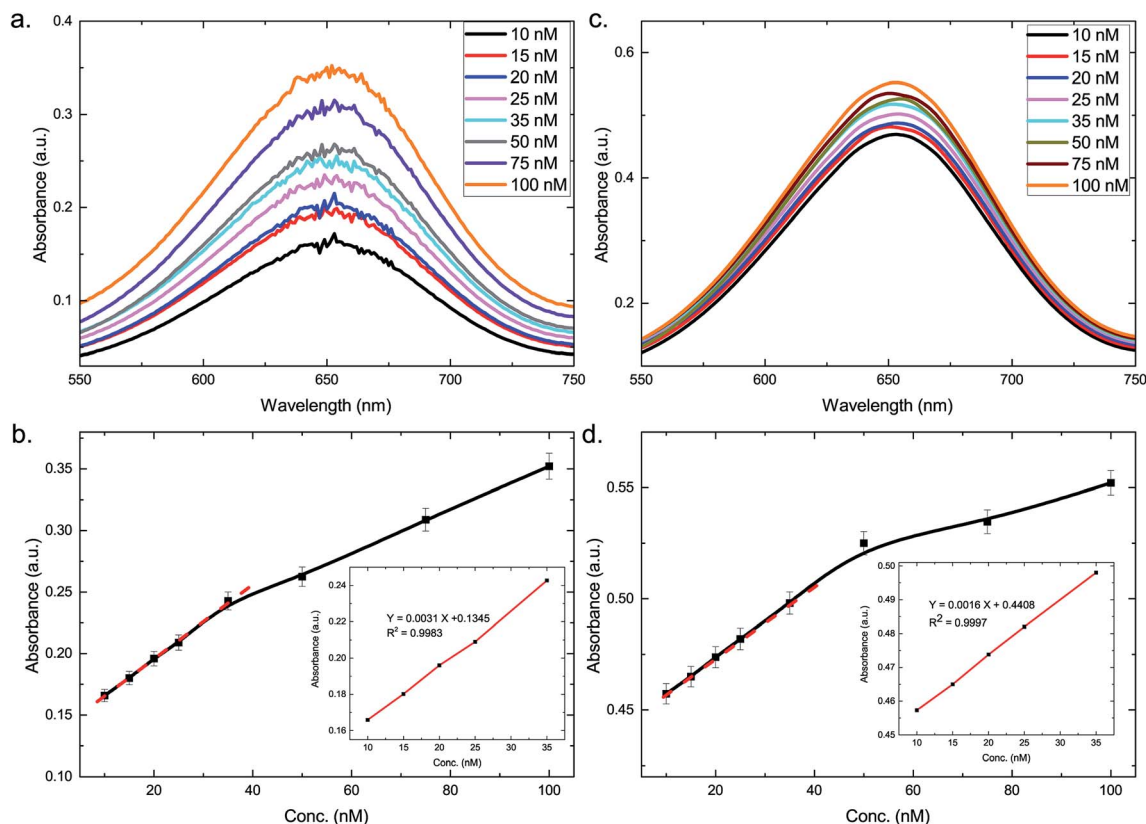 a.
0.4
0.3
0.2
0.1
Absorbance (a.u.)
550
600
650
700
750
Wavelength (nm)
10 nM
15 nM
20 nM
25 nM
35 nM
50 nM
75 nM
100 nM
c.
0.6
0.4
0.2
Absorbance (a.u.)
550
600
650
700
750
Wavelength (nm)
10 nM
15 nM
20 nM
25 nM
35 nM
50 nM
75 nM
100 nM
b.
0.35
0.30
0.25
0.20
0.15
0.10
Absorbance (a.u.)
20
40
60
80
100
Conc. (nM)
0.24
0.22
0.20
0.18
0.16
Absorbance (a.u.)
Y = 0.0031 X +0.1345
R² = 0.9983
10
15
20
25
30
35
Conc. (nM)
d.
0.55
0.50
0.45
Absorbance (a.u.)
20
40
60
80
100
Conc. (nM)
0.50
0.49
0.48
0.47
0.46
0.45
Absorbance (a.u.)
Y = 0.0016 X + 0.4408
R² = 0.9997
10
15
20
25
30
35
Conc. (nM)